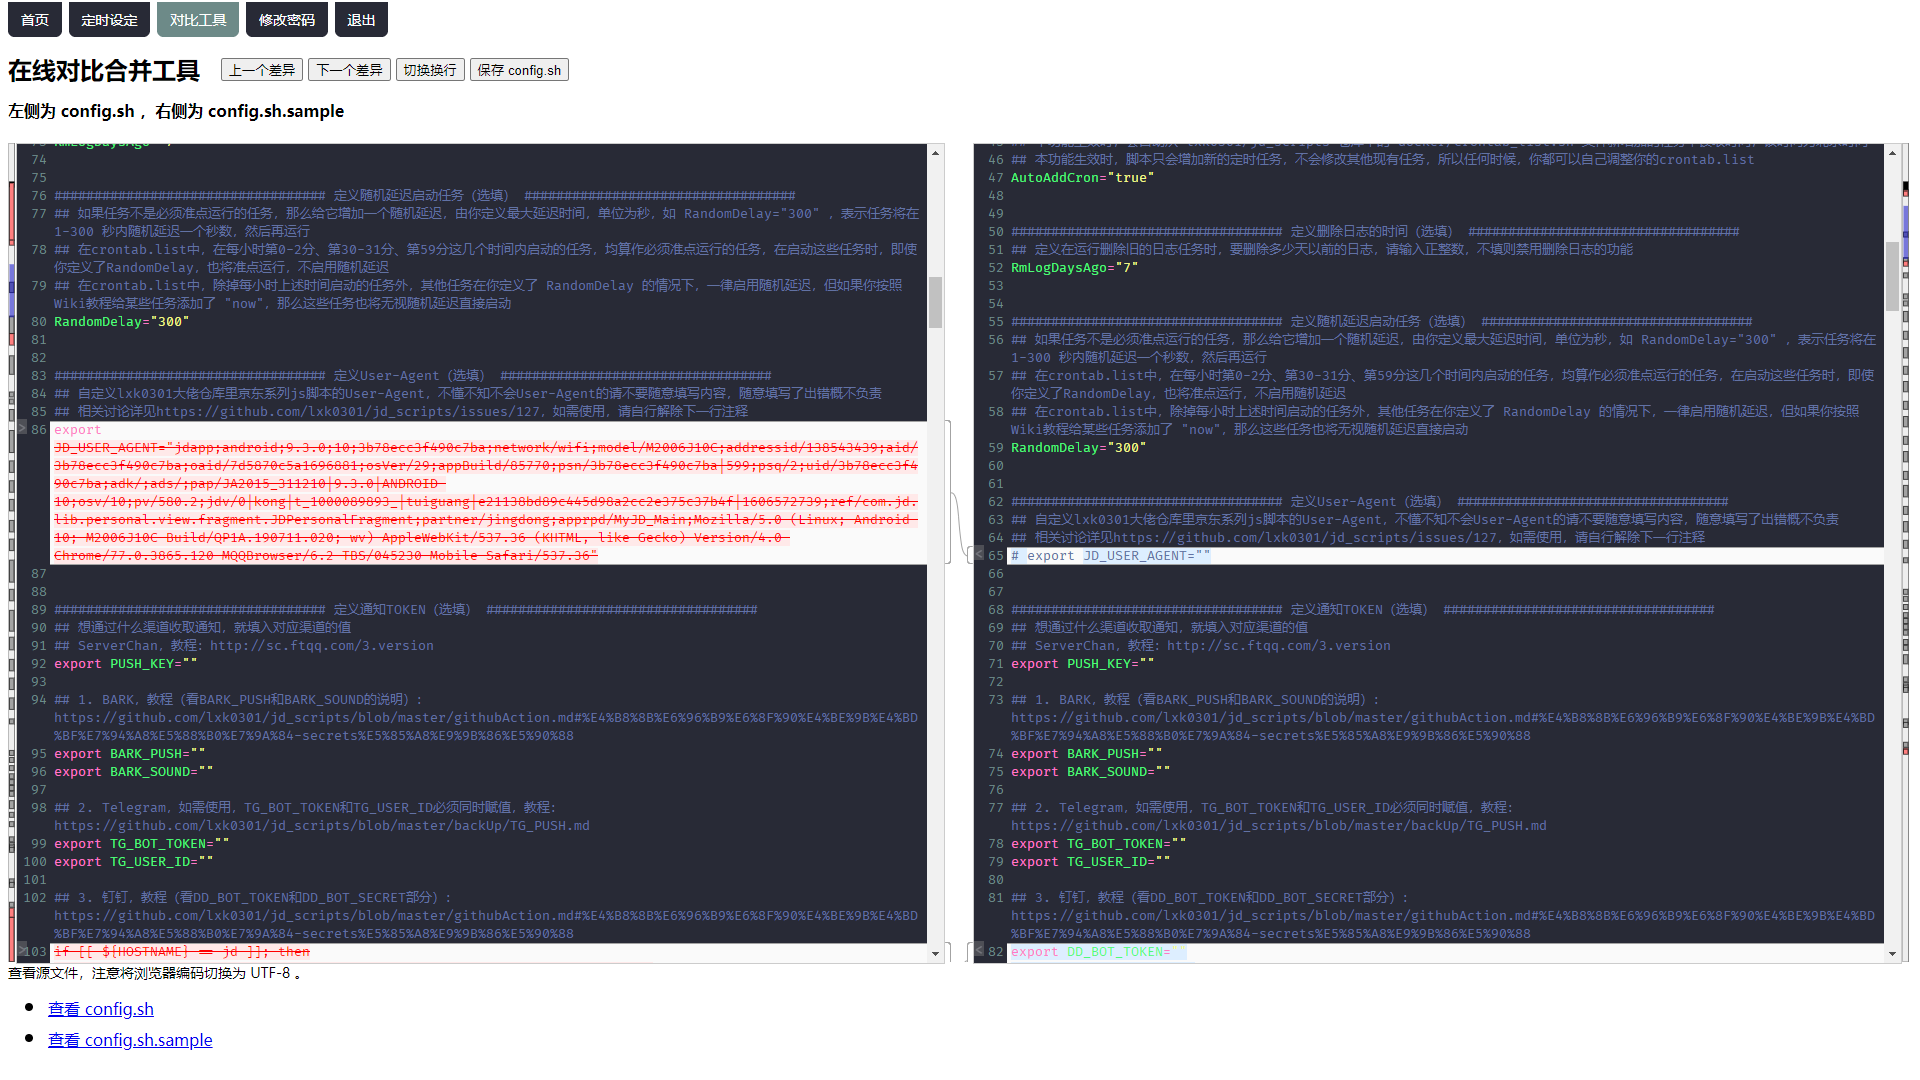 首页 定时设定 对比工具 修改密码 退出
在线对比合并工具 上一个差异 下一个差异 切换换行 保存 config.sh
左侧为 config.sh ，右侧为 config.sh.sample
74
75
76 ################################## 定义随机延迟启动任务（选填） ##################################
77 ## 如果任务不是必须准点运行的任务，那么给它增加一个随机延迟，由你定义最大延迟时间，单位为秒，如 RandomDelay="300" ，表示任务将在
1-300 秒内随机延迟一个秒数，然后再运行
78 ## 在crontab.list中，在每小时第0-2分、第30-31分、第59分这几个时间内启动的任务，均算作必须准点运行的任务，在启动这些任务时，即使
你定义了RandomDelay，也将准点运行，不启用随机延迟
79 ## 在crontab.list中，除掉每小时上述时间启动的任务外，其他任务在你定义了 RandomDelay 的情况下，一律启用随机延迟，但如果你按照
Wiki教程给某些任务添加了 "now"，那么这些任务也将无视随机延迟直接启动
80 RandomDelay="300"
81
82
83 ################################## 定义User-Agent（选填） ##################################
84 ## 自定义lxk0301大佬仓库里京东系列js脚本的User-Agent，不懂不知不会User-Agent的请不要随意填写内容，随意填写了出错概不负责
85 ## 相关讨论详见https://github.com/lxk0301/jd_scripts/issues/127，如需使用，请自行解除下一行注释
86 export
JD_USER_AGENT="jdapp;android;9.3.0;10;3b78ecc3f490c7ba;network/wifi;model/M2006J10C;addressid/138543439;aid/
3b78ecc3f490c7ba;oaid/7d5870c5a1696881;osVer/29;appBuild/85770;psn/3b78ecc3f490c7ba|599;psq/2;uid/3b78ecc3f4
90c7ba;adk/;ads/;pap/JA2015_311210|9.3.0|ANDROID
10;osv/10;pv/580.2;jdv/0|kong|t_1000089893_|tuiguang|e21138bd89c445d98a2cc2e375c37b4f|1606572739;ref/com.jd.
lib.personal.view.fragment.JDPersonalFragment;partner/jingdong;apprpd/MyJD_Main;Mozilla/5.0 (Linux; Android
10; M2006J10C Build/QP1A.190711.020; wv) AppleWebKit/537.36 (KHTML, like Gecko) Version/4.0
Chrome/77.0.3865.120 MQQBrowser/6.2 TBS/045230 Mobile Safari/537.36"
87
88
89 ################################## 定义通知TOKEN（选填） ##################################
90 ## 想通过什么渠道收取通知，就填入对应渠道的值
91 ## ServerChan，教程：http://sc.ftqq.com/3.version
92 export PUSH_KEY=""
93
94 ## 1. BARK，教程（看BARK_PUSH和BARK_SOUND的说明）：
https://github.com/lxk0301/jd_scripts/blob/master/githubAction.md#%E4%B8%8B%E6%96%B9%E6%8F%90%E4%BE%9B%E4%BD
%BF%E7%94%A8%E5%88%B0%E7%9A%84-secrets%E5%85%A8%E9%9B%86%E5%90%88
95 export BARK_PUSH=""
96 export BARK_SOUND=""
97
98 ## 2. Telegram，如需使用，TG_BOT_TOKEN和TG_USER_ID必须同时赋值，教程：
https://github.com/lxk0301/jd_scripts/blob/master/backUp/TG_PUSH.md
99 export TG_BOT_TOKEN=""
100 export TG_USER_ID=""
101
102 ## 3. 钉钉，教程（看DD_BOT_TOKEN和DD_BOT_SECRET部分）：
https://github.com/lxk0301/jd_scripts/blob/master/githubAction.md#%E4%B8%8B%E6%96%B9%E6%8F%90%E4%BE%9B%E4%BD
%BF%E7%94%A8%E5%88%B0%E7%9A%84-secrets%E5%85%A8%E9%9B%86%E5%90%88
103 if [[ ${HOSTNAME} == jd ]]; then
46 ## 本功能生效时，脚本只会增加新的定时任务，不会修改其他现有任务，所以任何时候，你都可以自己调整你的crontab.list
47 AutoAddCron="true"
48
49
50 ################################## 定义删除日志的时间（选填） ##################################
51 ## 定义在运行删除旧的日志任务时，要删除多少天以前的日志，请输入正整数，不填则禁用删除日志的功能
52 RmLogDaysAgo="7"
53
54
55 ################################## 定义随机延迟启动任务（选填） ##################################
56 ## 如果任务不是必须准点运行的任务，那么给它增加一个随机延迟，由你定义最大延迟时间，单位为秒，如 RandomDelay="300" ，表示任务将在
1-300 秒内随机延迟一个秒数，然后再运行
57 ## 在crontab.list中，在每小时第0-2分、第30-31分、第59分这几个时间内启动的任务，均算作必须准点运行的任务，在启动这些任务时，即使
你定义了RandomDelay，也将准点运行，不启用随机延迟
58 ## 在crontab.list中，除掉每小时上述时间启动的任务外，其他任务在你定义了 RandomDelay 的情况下，一律启用随机延迟，但如果你按照
Wiki教程给某些任务添加了 "now"，那么这些任务也将无视随机延迟直接启动
59 RandomDelay="300"
60
61
62 ################################## 定义User-Agent（选填） ##################################
63 ## 自定义lxk0301大佬仓库里京东系列js脚本的User-Agent，不懂不知不会User-Agent的请不要随意填写内容，随意填写了出错概不负责
64 ## 相关讨论详见https://github.com/lxk0301/jd_scripts/issues/127，如需使用，请自行解除下一行注释
65 # export JD_USER_AGENT=""
66
67
68 ################################## 定义通知TOKEN（选填） ##################################
69 ## 想通过什么渠道收取通知，就填入对应渠道的值
70 ## ServerChan，教程：http://sc.ftqq.com/3.version
71 export PUSH_KEY=""
72
73 ## 1. BARK，教程（看BARK_PUSH和BARK_SOUND的说明）：
https://github.com/lxk0301/jd_scripts/blob/master/githubAction.md#%E4%B8%8B%E6%96%B9%E6%8F%90%E4%BE%9B%E4%BD
%BF%E7%94%A8%E5%88%B0%E7%9A%84-secrets%E5%85%A8%E9%9B%86%E5%90%88
74 export BARK_PUSH=""
75 export BARK_SOUND=""
76
77 ## 2. Telegram，如需使用，TG_BOT_TOKEN和TG_USER_ID必须同时赋值，教程：
https://github.com/lxk0301/jd_scripts/blob/master/backUp/TG_PUSH.md
78 export TG_BOT_TOKEN=""
79 export TG_USER_ID=""
80
81 ## 3. 钉钉，教程（看DD_BOT_TOKEN和DD_BOT_SECRET部分）：
https://github.com/lxk0301/jd_scripts/blob/master/githubAction.md#%E4%B8%8B%E6%96%B9%E6%8F%90%E4%BE%9B%E4%BD
%BF%E7%94%A8%E5%88%B0%E7%9A%84-secrets%E5%85%A8%E9%9B%86%E5%90%88
82 export DD_BOT_TOKEN=
查看源文件，注意将浏览器编码切换为 UTF-8 。
查看 config.sh
查看 config.sh.sample